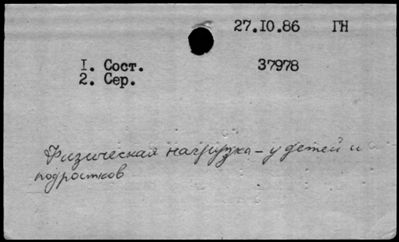 27.10.86 ГН
1. Сост. 37978
2. Сер.
Физическая нагрузка – у детей и
подростков